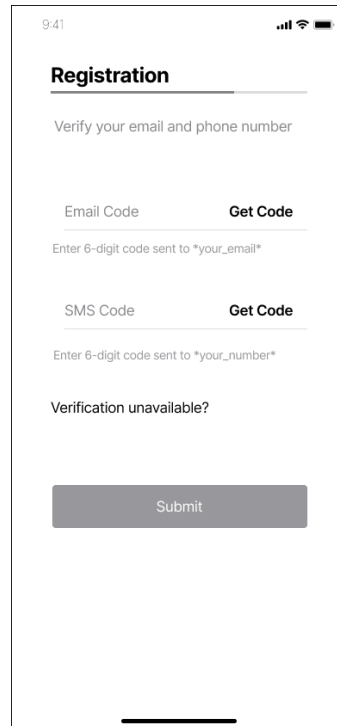 9:41
Registration
Verify your email and phone number
Email Code Get Code
Enter 6-digit code sent to *your_email*
SMS Code Get Code
Enter 6-digit code sent to *your_number*
Verification unavailable?
Submit